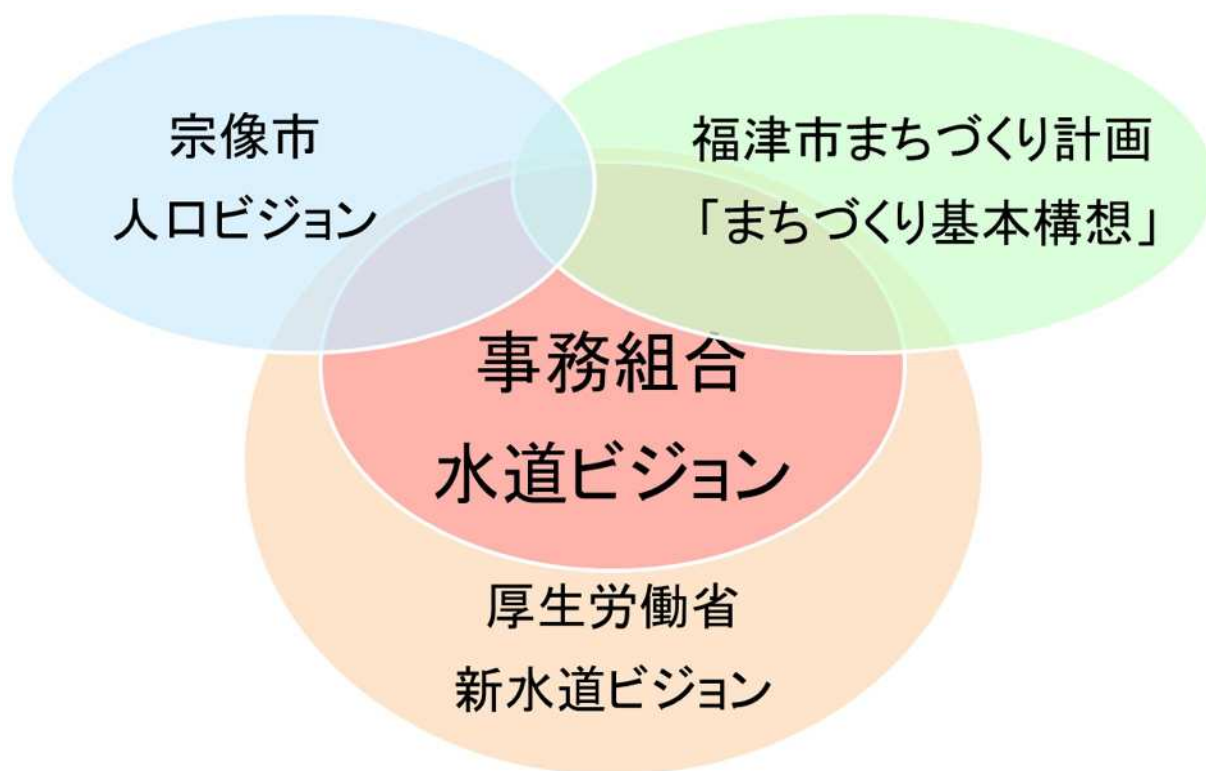 宗像市
人口ビジョン
福津市まちづくり計画
「まちづくり基本構想」
事務組合
水道ビジョン
厚生労働省
新水道ビジョン